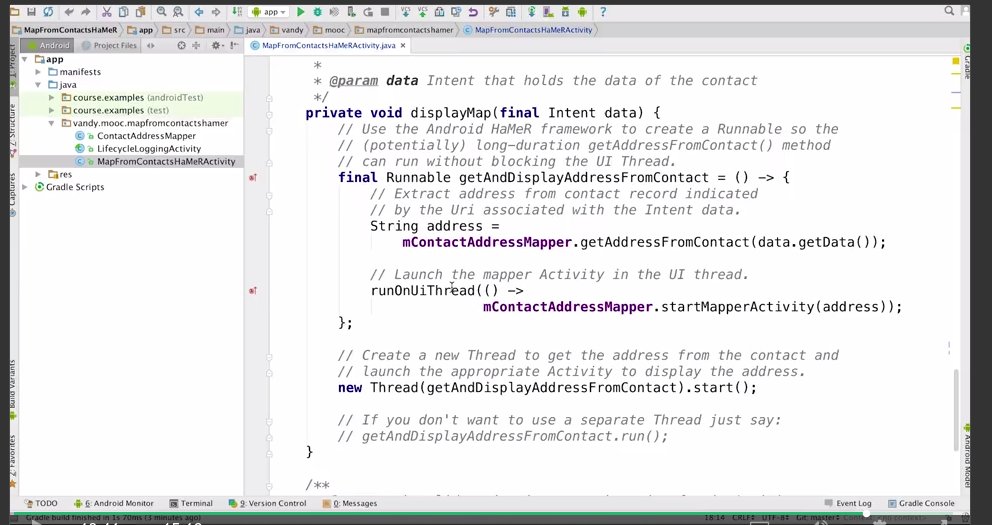 app
MapFromContactsHaMeR
app
src
main
java
vandy
mooc
mapfromcontactshamer
MapFromContactsHaMeRActivity
Android
Project Files
MapFromContactsHaMeRActivity.java
app
manifests
java
course.examples (androidTest)
course.examples (test)
vandy.mooc.mapfromcontactshamer
ContactAddressMapper
LifecycleLoggingActivity
MapFromContactsHaMeRActivity
res
Gradle Scripts
*
* @param data Intent that holds the data of the contact
*/
private void displayMap(final Intent data) {
// Use the Android HaMeR framework to create a Runnable so the
// (potentially) long-duration getAddressFromContact() method
// can run without blocking the UI Thread.
final Runnable getAndDisplayAddressFromContact = () -> {
// Extract address from contact record indicated
// by the Uri associated with the Intent data.
String address =
mContactAddressMapper.getAddressFromContact(data.getData());
// Launch the mapper Activity in the UI thread.
runOnUiThread(() ->
mContactAddressMapper.startMapperActivity(address));
};
// Create a new Thread to get the address from the contact and
// launch the appropriate Activity to display the address.
new Thread(getAndDisplayAddressFromContact).start();
// If you don't want to use a separate Thread just say:
// getAndDisplayAddressFromContact.run();
}
/**
1: Project
7: Structure
Captures
Build Variants
2: Favorites
Gradle
Android Model
TODO
6: Android Monitor
Terminal
9: Version Control
0: Messages
Event Log
Gradle Console
Gradle build finished in 1s 70ms (3 minutes ago)
18:14
CRLF
UTF-8
Git: master